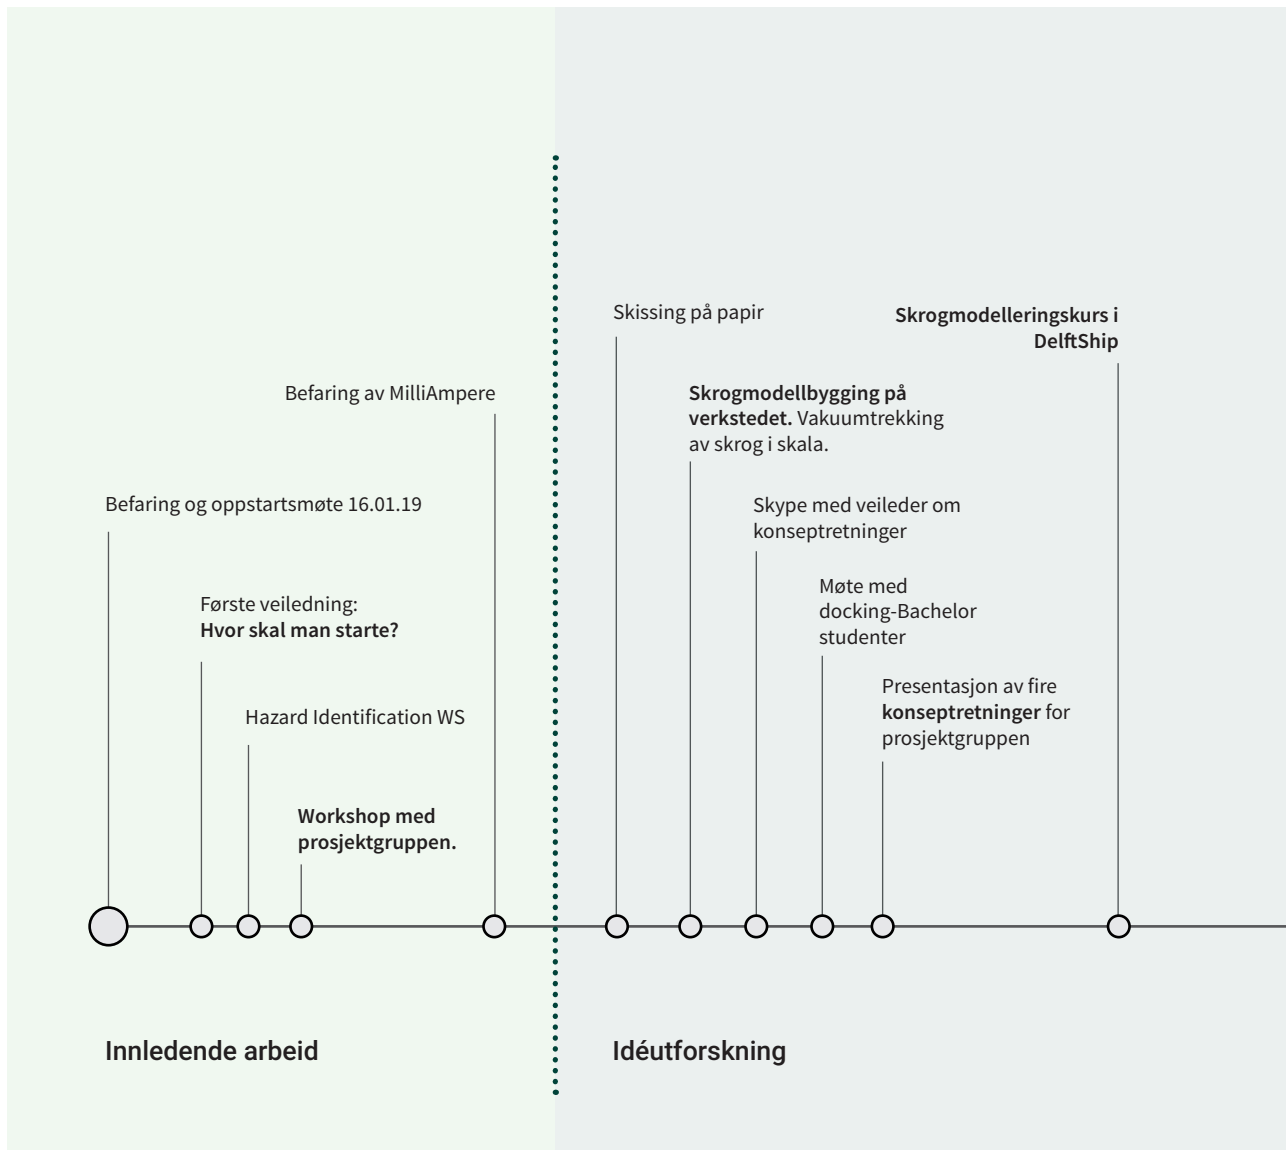 Befaring og oppstartsmøte 16.01.19
Første veiledning:
Hvor skal man starte?
Hazard Identification WS
Workshop med
prosjektgruppen.
Befaring av MilliAmpere
Innledende arbeid
Skissing på papir
Skrogmodellbygging på
verkstedet. Vakuumtrekking
av skrog i skala.
Skype med veileder om
konseptretninger
Møte med
docking-Bachelor
studenter
Presentasjon av fire
konseptretninger for
prosjektgruppen
Skrogmodelleringskurs i
DelftShip
Idéutforskning